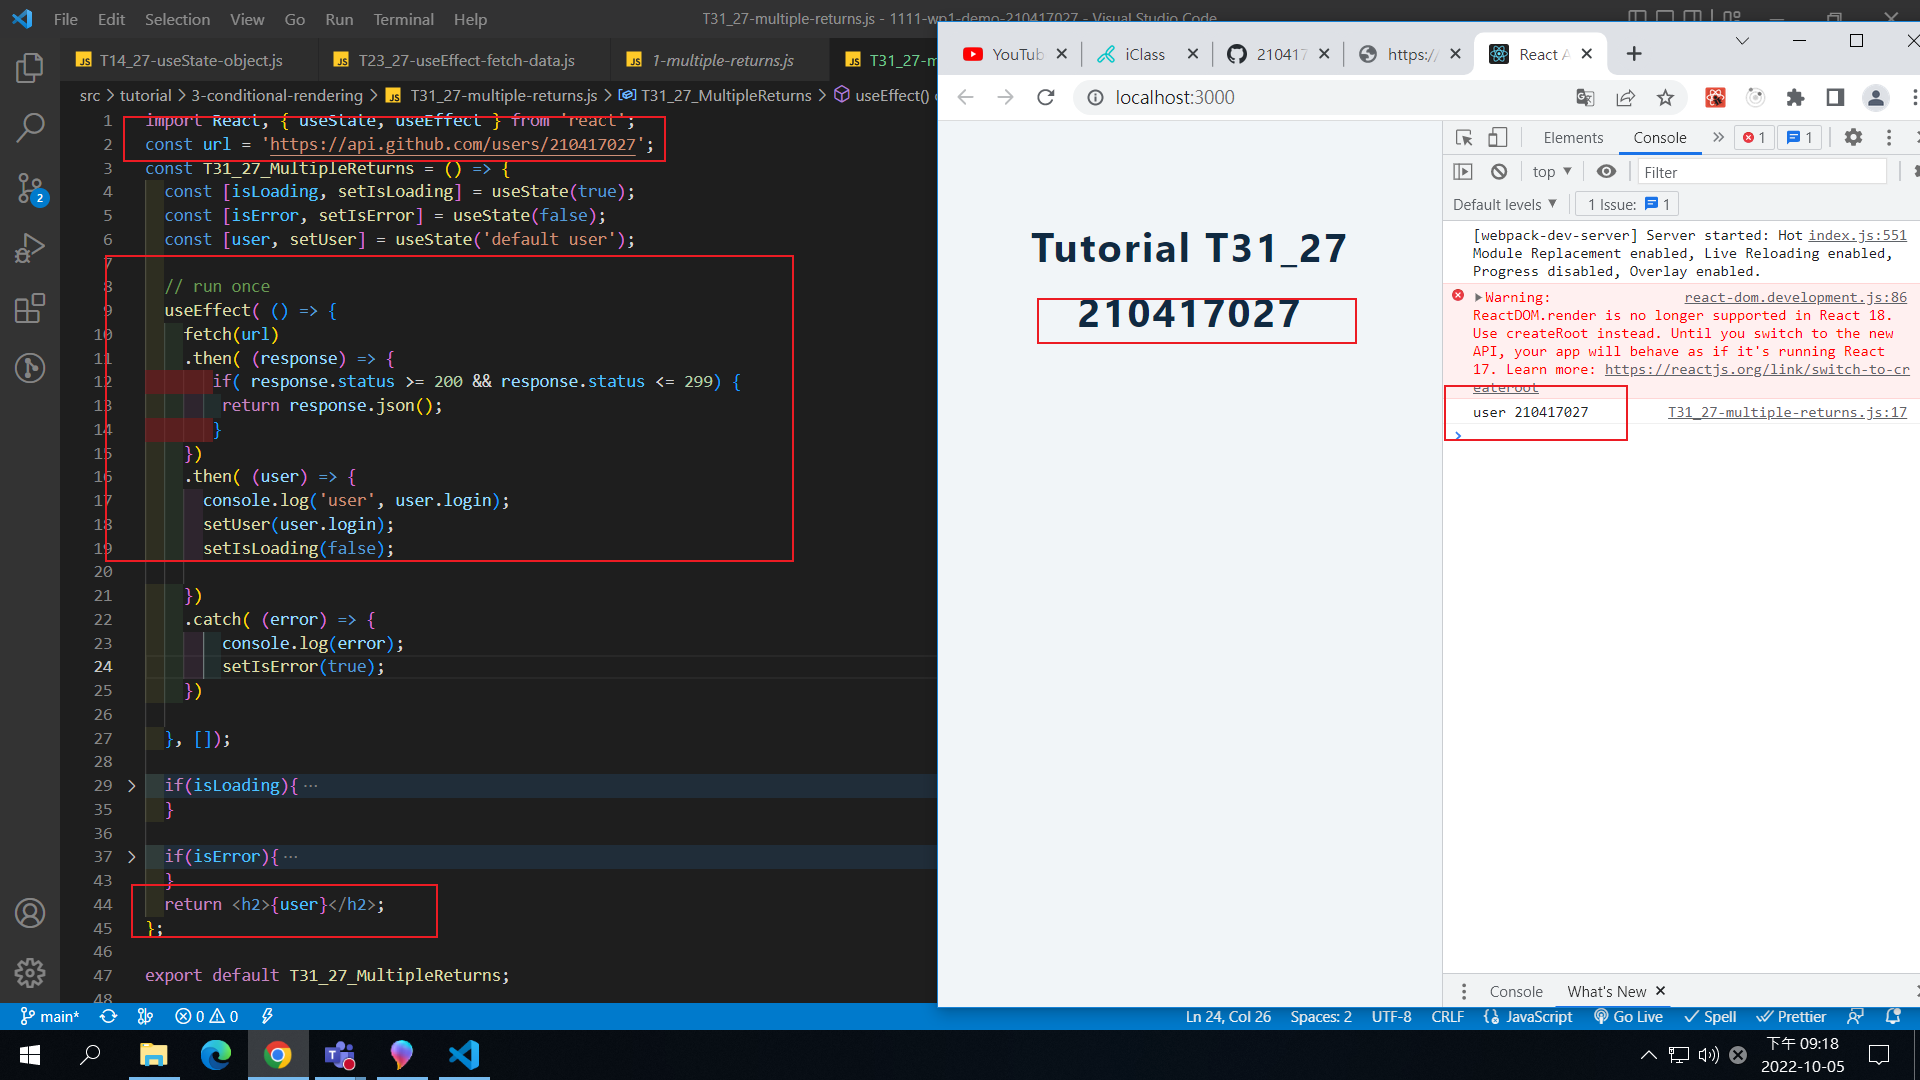 File Edit Selection View Go Run Terminal Help
T31_27-multiple-returns.js - 1111-wp1-demo-210417027 - Visual Studio Code
T14_27-useState-object.js
T23_27-useEffect-fetch-data.js
1-multiple-returns.js
T31_27-m
src > tutorial > 3-conditional-rendering > T31_27-multiple-returns.js > T31_27_MultipleReturns > useEffect()
1 import React, { useState, useEffect } from 'react';
2 const url = 'https://api.github.com/users/210417027';
3 const T31_27_MultipleReturns = () => {
4 const [isLoading, setIsLoading] = useState(true);
5 const [isError, setIsError] = useState(false);
6 const [user, setUser] = useState('default user');
7
8 // run once
9 useEffect( () => {
10 fetch(url)
11 .then( (response) => {
12 if( response.status >= 200 && response.status <= 299) {
13 return response.json();
14 }
15 })
16 .then( (user) => {
17 console.log('user', user.login);
18 setUser(user.login);
19 setIsLoading(false);
20
21 })
22 .catch( (error) => {
23 console.log(error);
24 setIsError(true);
25 })
26
27 }, []);
28
29 if(isLoading){ ···
35 }
36
37 if(isError){ ···
43 }
44 return <h2>{user}</h2>;
45 };
46
47 export default T31_27_MultipleReturns;
48
2
main* 0 0
Ln 24, Col 26 Spaces: 2 UTF-8 CRLF JavaScript Go Live Spell Prettier
YouTub
iClass
210417
https://
React A
localhost:3000
Tutorial T31_27
210417027
Elements Console » 1 1
top Filter
Default levels 1 Issue: 1
[webpack-dev-server] Server started: Hot index.js:551
Module Replacement enabled, Live Reloading enabled,
Progress disabled, Overlay enabled.
Warning: react-dom.development.js:86
ReactDOM.render is no longer supported in React 18.
Use createRoot instead. Until you switch to the new
API, your app will behave as if it's running React
17. Learn more: https://reactjs.org/link/switch-to-cr
eateroot
user 210417027 T31_27-multiple-returns.js:17
Console What's New
下午 09:18
2022-10-05